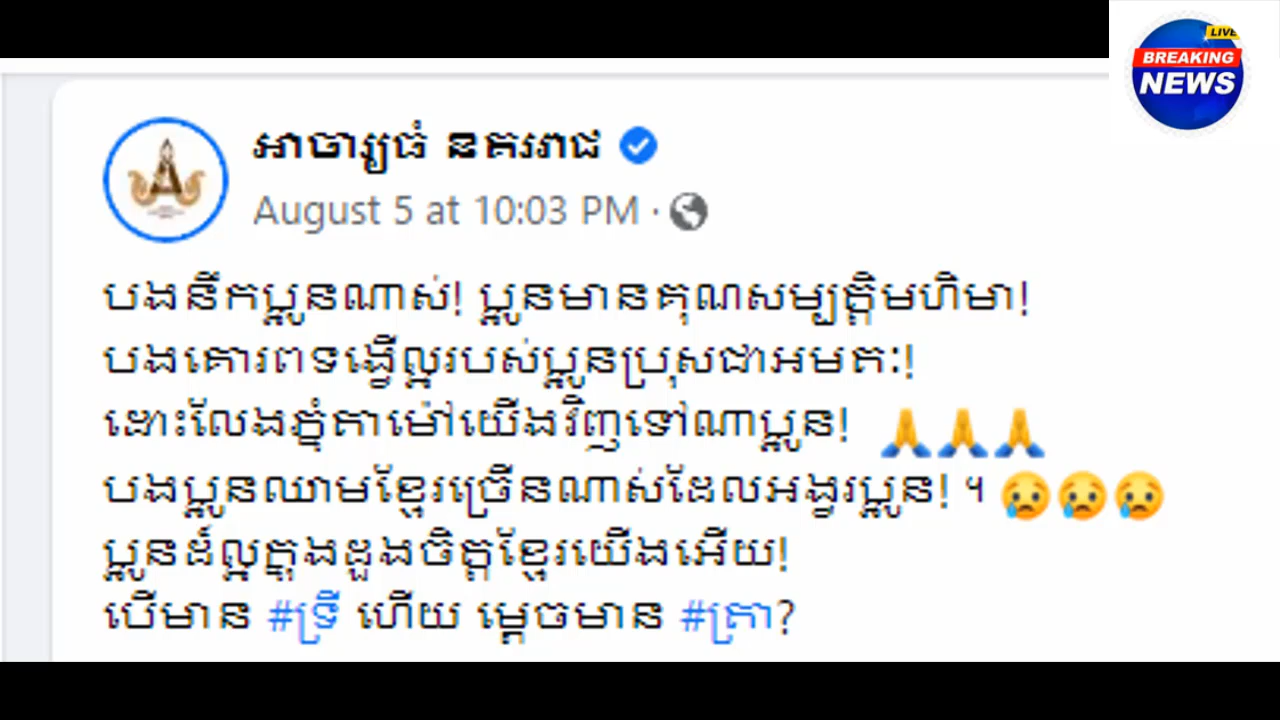 LIVE
BREAKING
NEWS
អាចារ្យធំ នគររាជ
August 5 at 10:03 PM ·
បងនឹកប្អូនណាស់! ប្អូនមានគុណសម្បត្តិមហិមា!
បងគោរពទង្វើល្អរបស់ប្អូនប្រុសជាអមតៈ!
ដោះលែងភ្នំតាម៉ៅយើងវិញទៅណាប្អូន! 🙏🙏🙏
បងប្អូនឈាមខ្មែរច្រើនណាស់ដែលអង្វរប្អូន! ។ 😢😢😢
ប្អូនដ៏ល្អក្នុងដួងចិត្តខ្មែរយើងអើយ!
បើមាន #ទ្រី ហើយ ម្ដេចមាន #ត្រា?